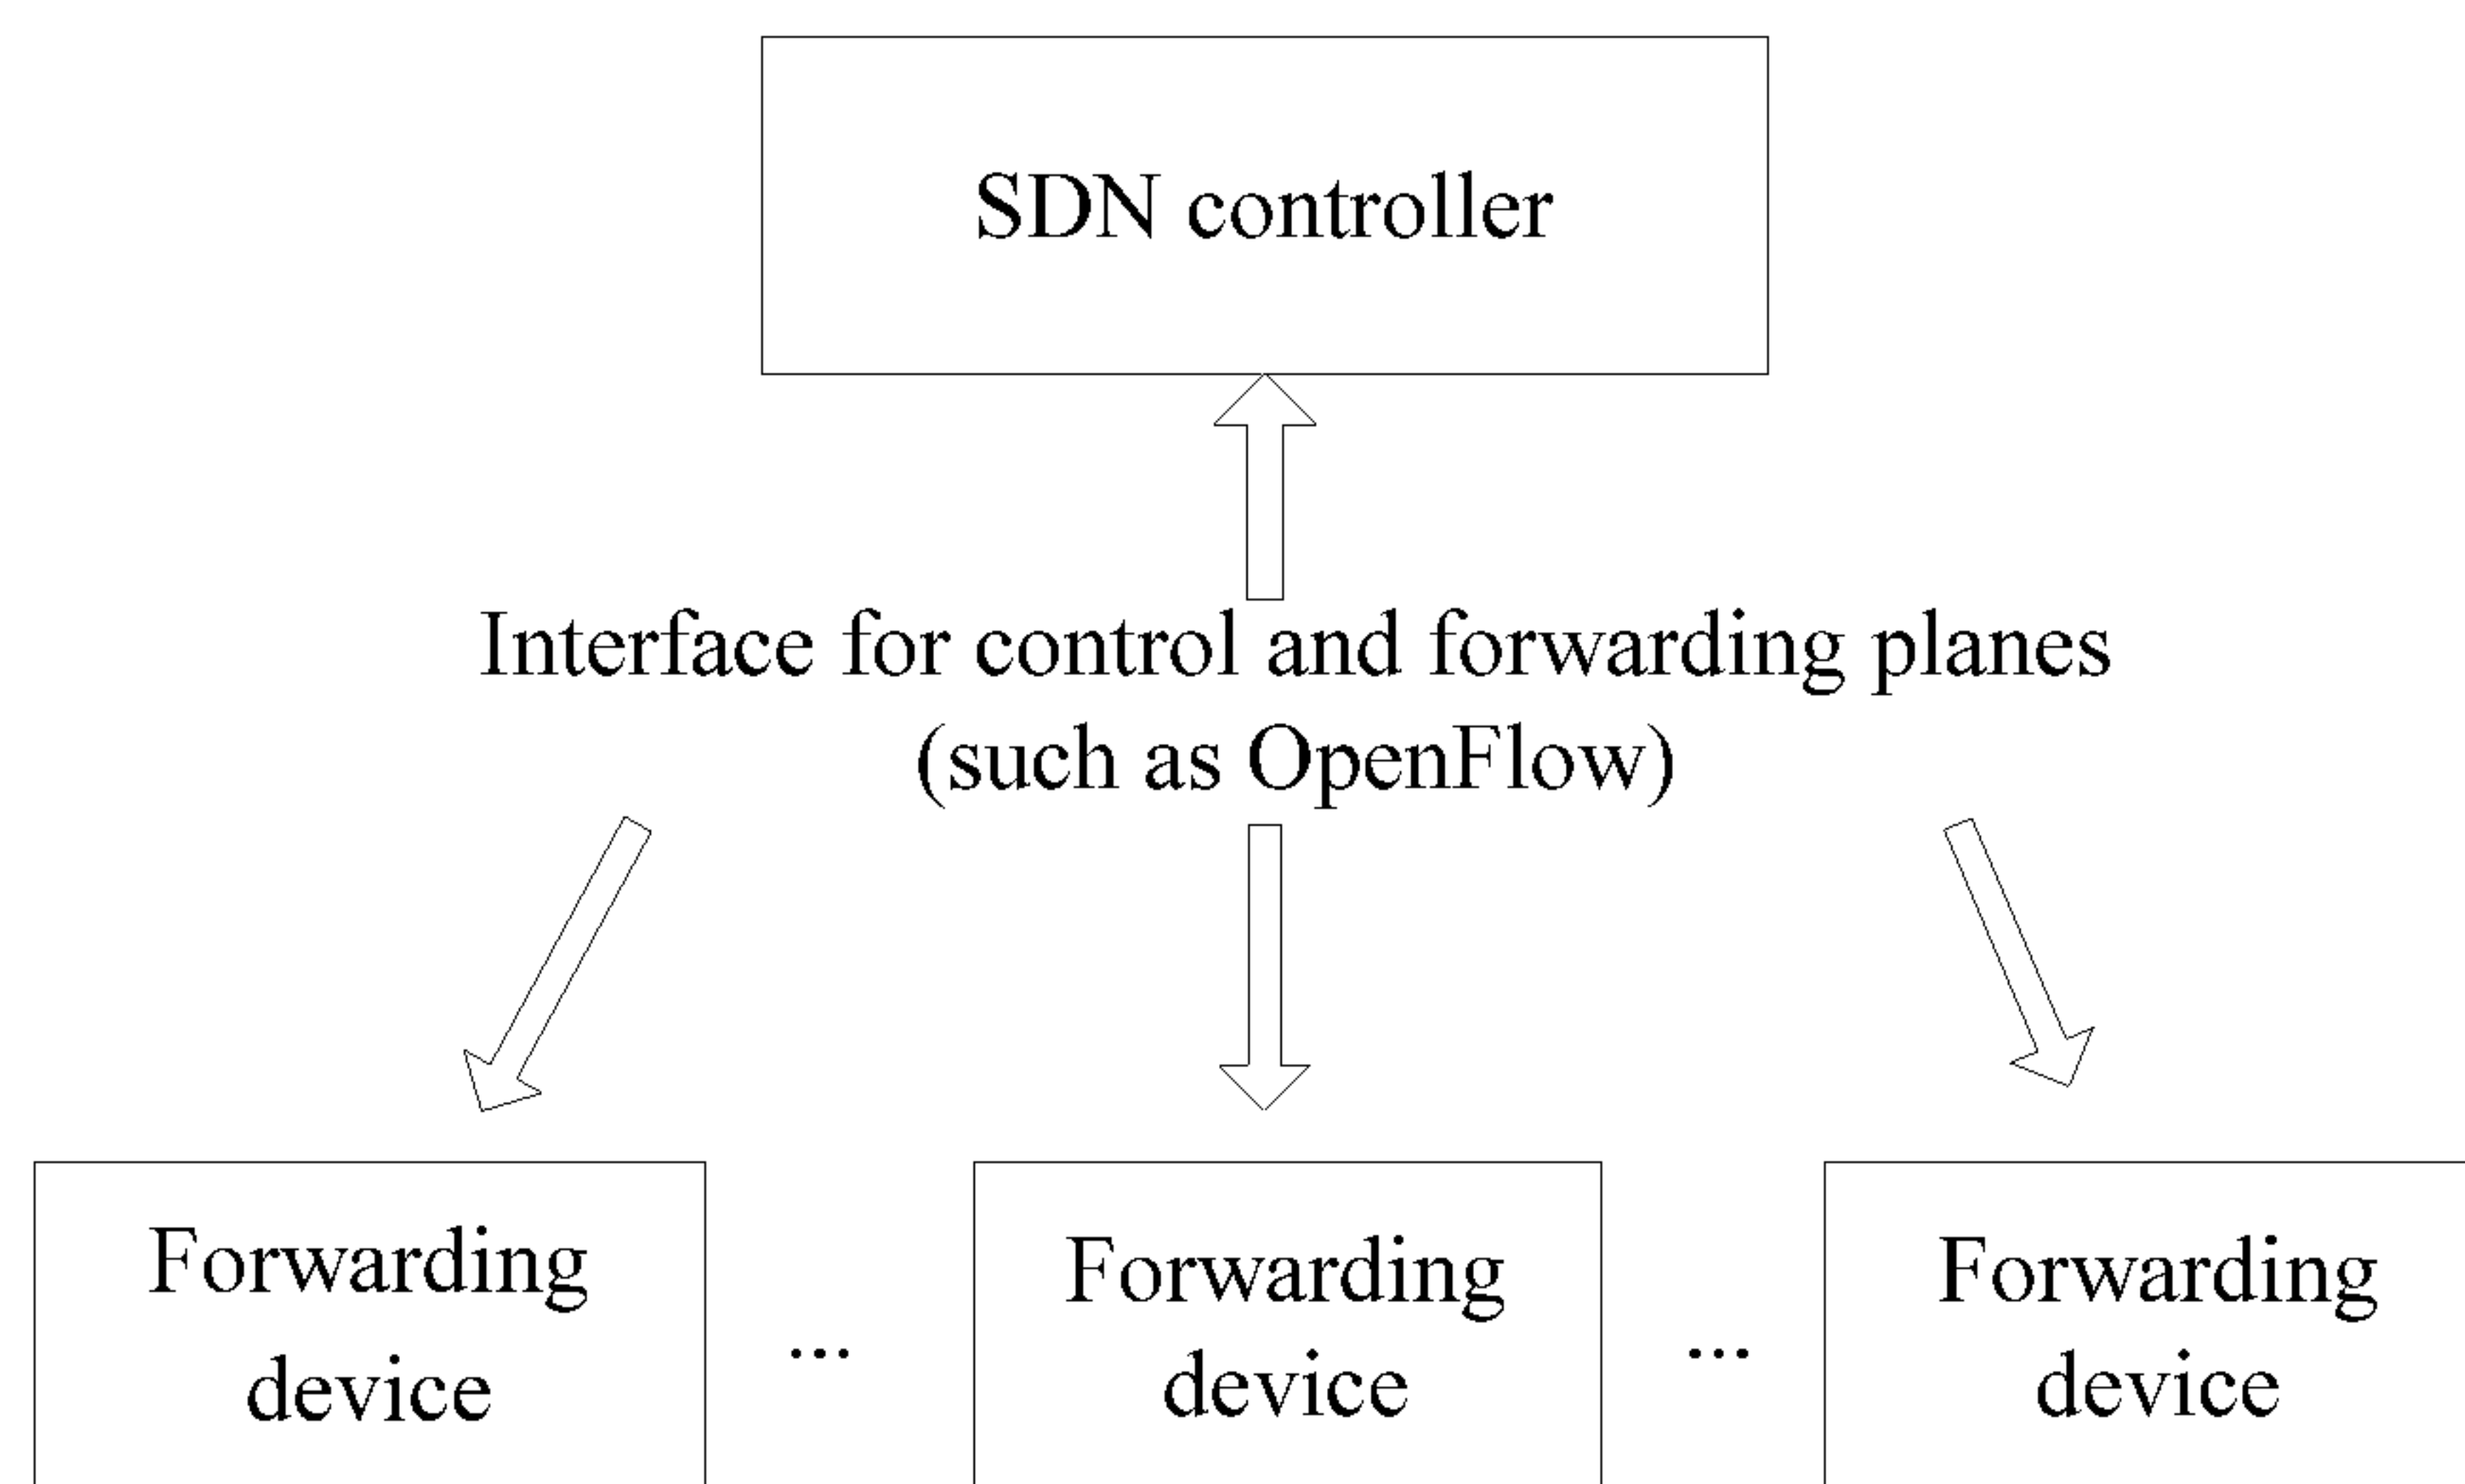 SDN controller
Interface for control and forwarding planes
(such as OpenFlow)
Forwarding
device
...
Forwarding
device
...
Forwarding
device